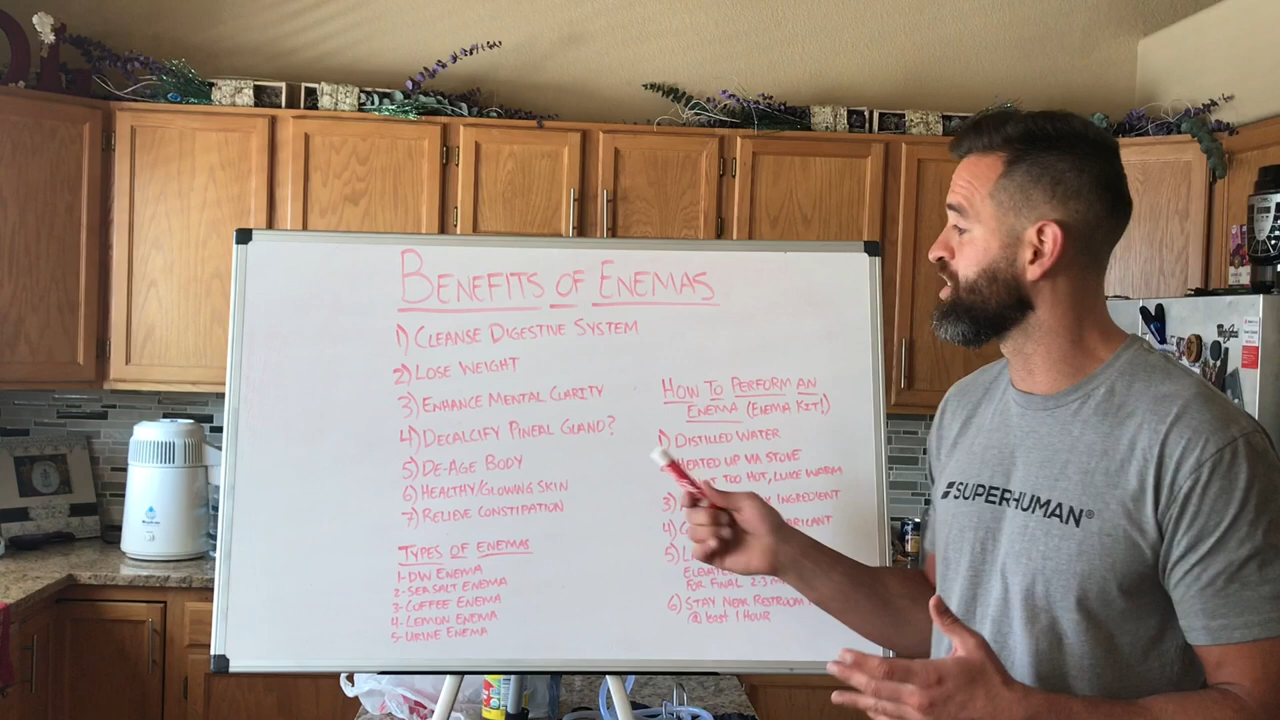 BENEFITS OF ENEMAS
1) CLEANSE DIGESTIVE SYSTEM
2) LOSE WEIGHT
3) ENHANCE MENTAL CLARITY
4) DECALCIFY PINEAL GLAND?
5) DE-AGE BODY
6) HEALTHY/GLOWING SKIN
7) RELIEVE CONSTIPATION
TYPES OF ENEMAS
1-DW ENEMA
2-SEA SALT ENEMA
3-COFFEE ENEMA
4-LEMON ENEMA
5-URINE ENEMA
HOW TO PERFORM AN
ENEMA (ENEMA KIT!)
1) DISTILLED WATER
HEATED UP VIA STOVE
TOO HOT, LUKE WARM
3) INGREDIENT
4)
5)
FOR FINAL 2-3
6) STAY NEAR RESTROOM
@ least 1 HOUR
SUPERHUMAN®